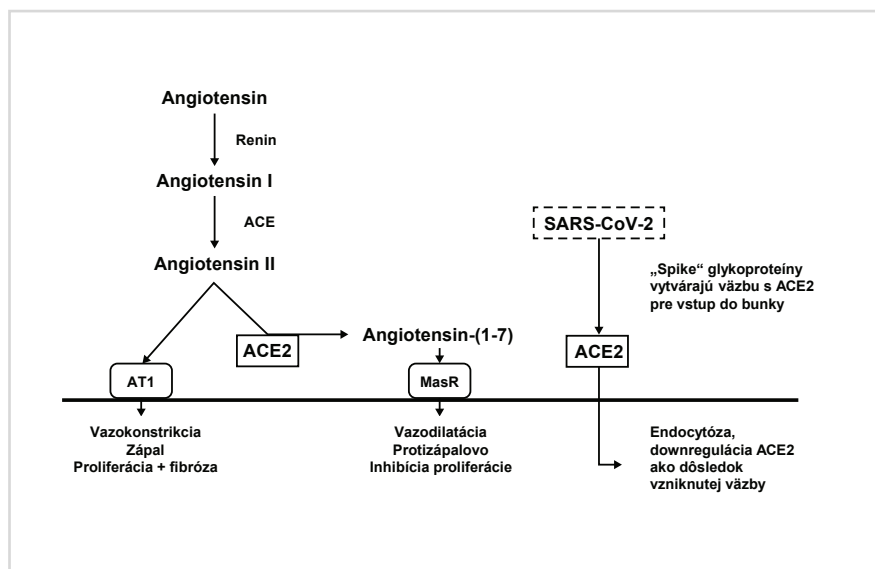 Angiotensin
Renin
Angiotensin I
ACE
Angiotensin II
ACE2
Angiotensin-(1-7)
AT1
MasR
Vazokonstrikcia
Zápal
Proliferácia + fibróza
Vazodilatácia
Protizápalovo
Inhibícia proliferácie
SARS-CoV-2
„Spike“ glykoproteíny
vytvárajú väzbu s ACE2
pre vstup do bunky
ACE2
Endocytóza,
downregulácia ACE2
ako dôsledok
vzniknutej väzby